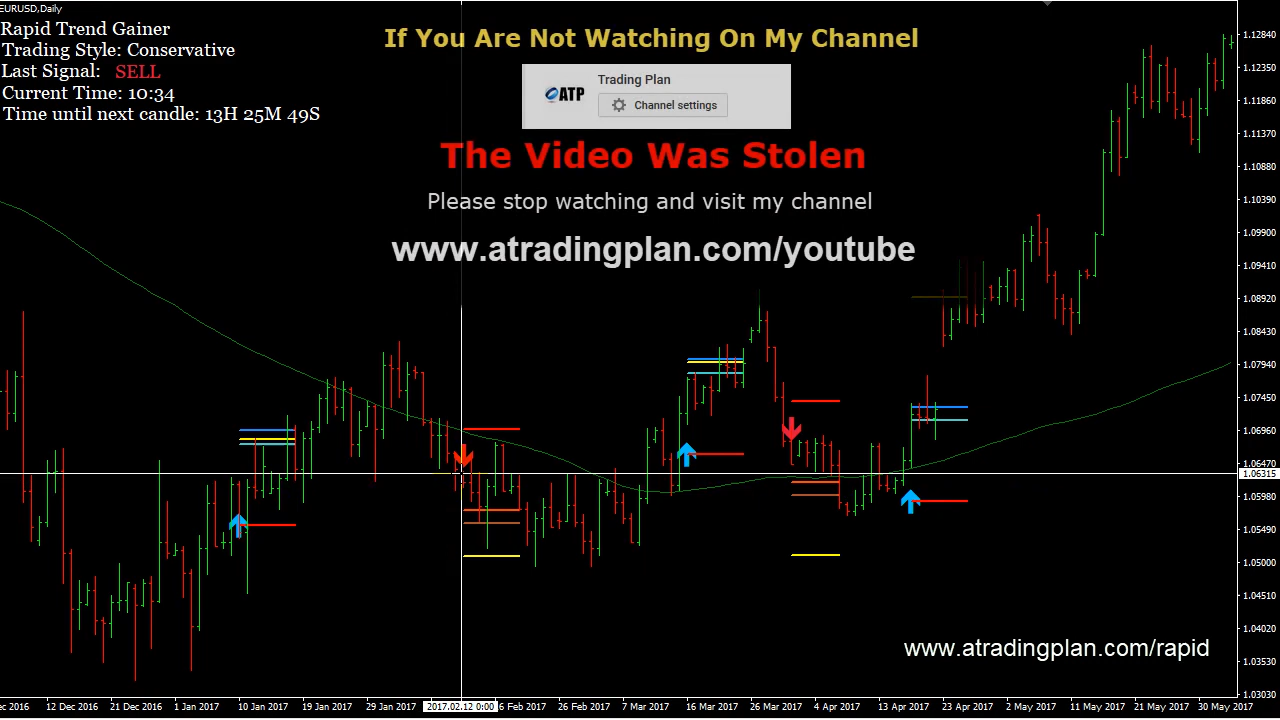 EURUSD,Daily
Rapid Trend Gainer
Trading Style: Conservative
Last Signal: SELL
Current Time: 10:34
Time until next candle: 13H 25M 49S
If You Are Not Watching On My Channel
ATP
Trading Plan
Channel settings
The Video Was Stolen
Please stop watching and visit my channel
www.atradingplan.com/youtube
1.12840
1.12350
1.11860
1.11370
1.10880
1.10390
1.09900
1.09410
1.08920
1.08430
1.07940
1.07450
1.06960
1.06470
1.06315
1.05980
1.05490
1.05000
1.04510
1.04020
1.03530
1.03030
www.atradingplan.com/rapid
ec 2016 12 Dec 2016 21 Dec 2016 1 Jan 2017 10 Jan 2017 19 Jan 2017 29 Jan 2017 2017.02.12 0:00 6 Feb 2017 26 Feb 2017 7 Mar 2017 16 Mar 2017 26 Mar 2017 4 Apr 2017 13 Apr 2017 23 Apr 2017 2 May 2017 11 May 2017 21 May 2017 30 May 2017